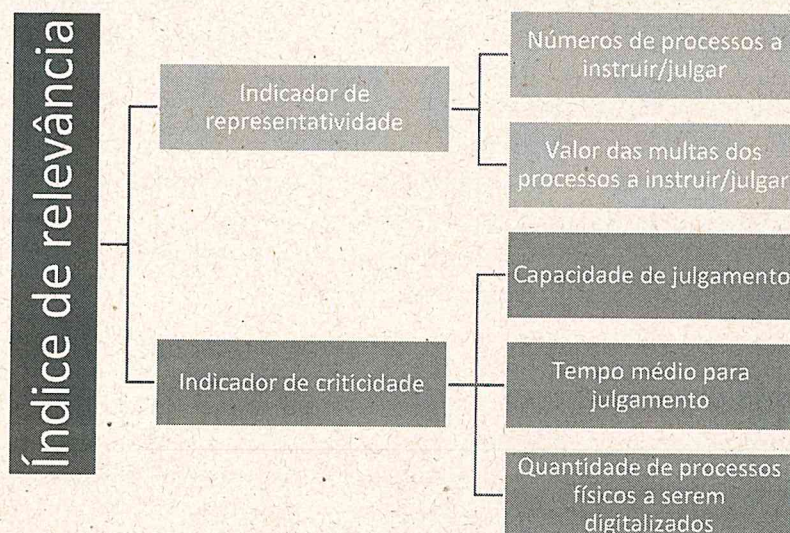 Índice de relevância
Indicador de
representatividade
Números de processos a
instruir/julgar
Valor das multas dos
processos a instruir/julgar
Indicador de criticidade
Capacidade de julgamento
Tempo médio para
julgamento
Quantidade de processos
físicos a serem
digitalizados